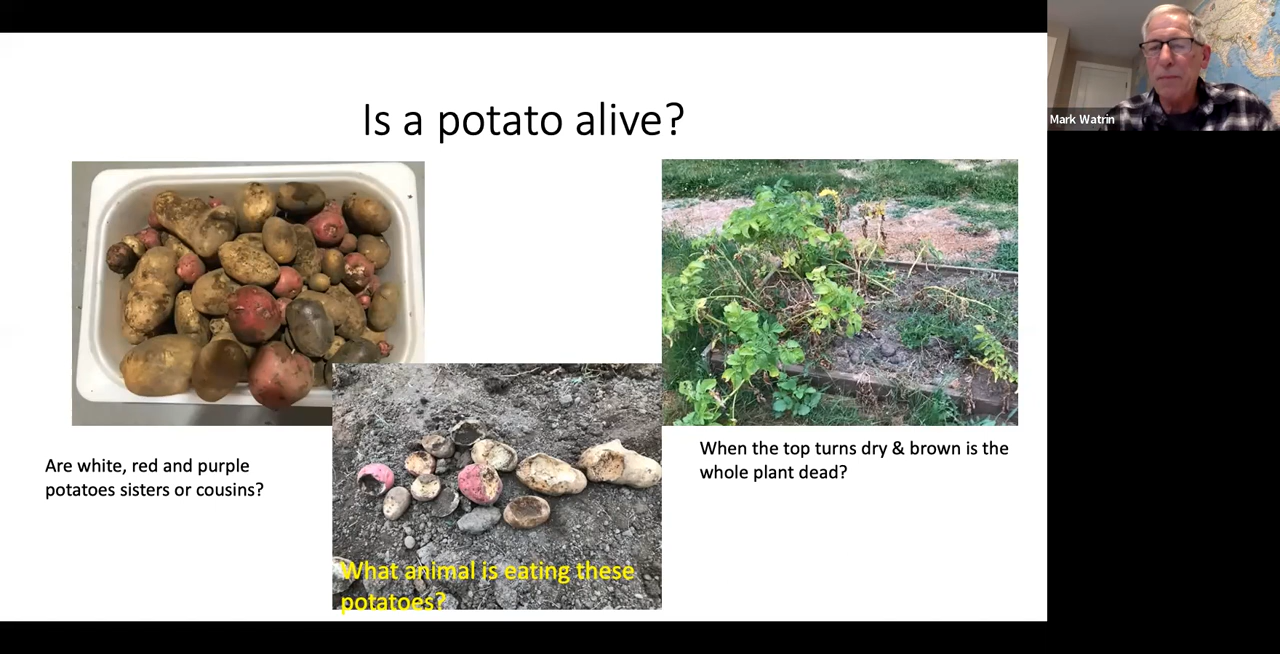 Is a potato alive?
Mark Watrin
Are white, red and purple
potatoes sisters or cousins?
When the top turns dry & brown is the
whole plant dead?
What animal is eating these
potatoes?